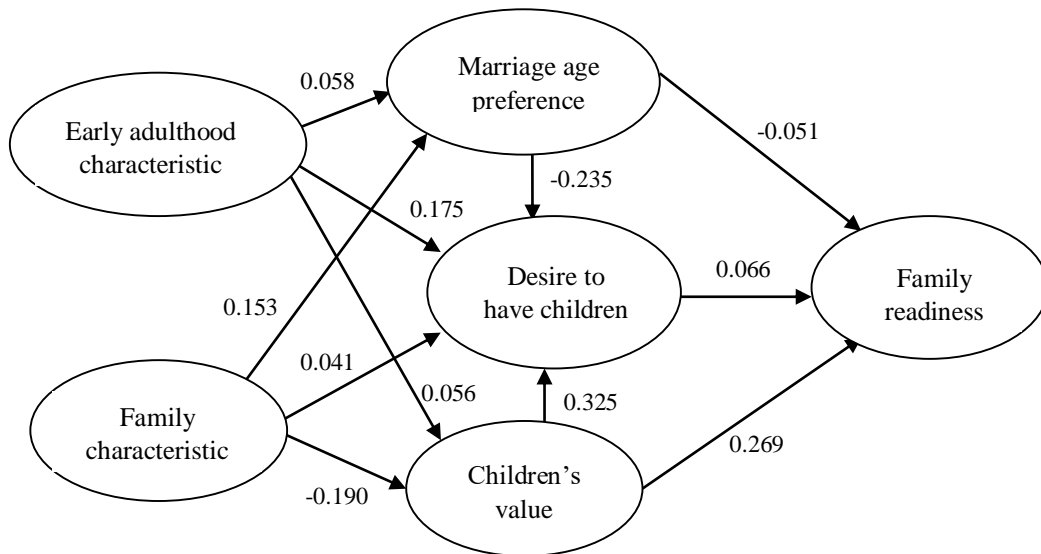 Marriage age
preference
0.058
Early adulthood
characteristic
-0.051
-0.235
0.175
Desire to
have children
0.066
Family
readiness
0.153
0.041
0.056
0.325
Family
characteristic
0.269
Children's
value
-0.190